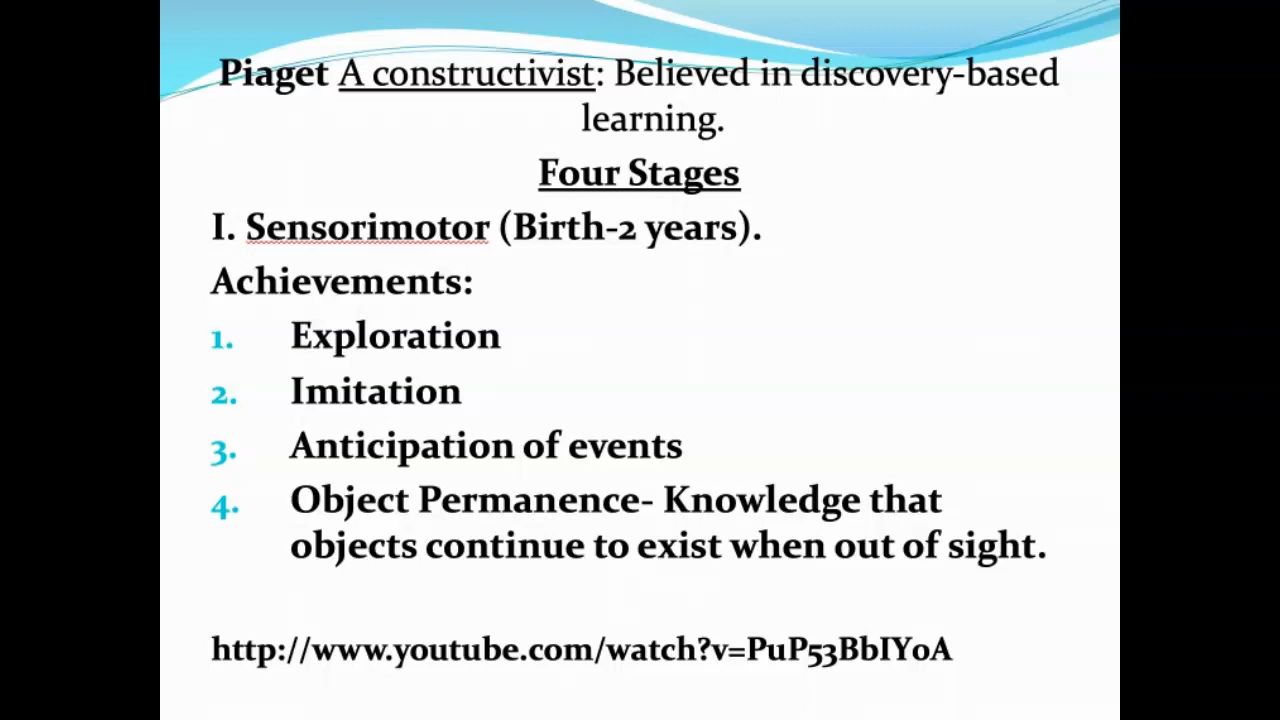 Piaget A constructivist: Believed in discovery-based
learning.
Four Stages
I. Sensorimotor (Birth-2 years).
Achievements:
1. Exploration
2. Imitation
3. Anticipation of events
4. Object Permanence- Knowledge that
objects continue to exist when out of sight.
http://www.youtube.com/watch?v=PuP53BbIYoA